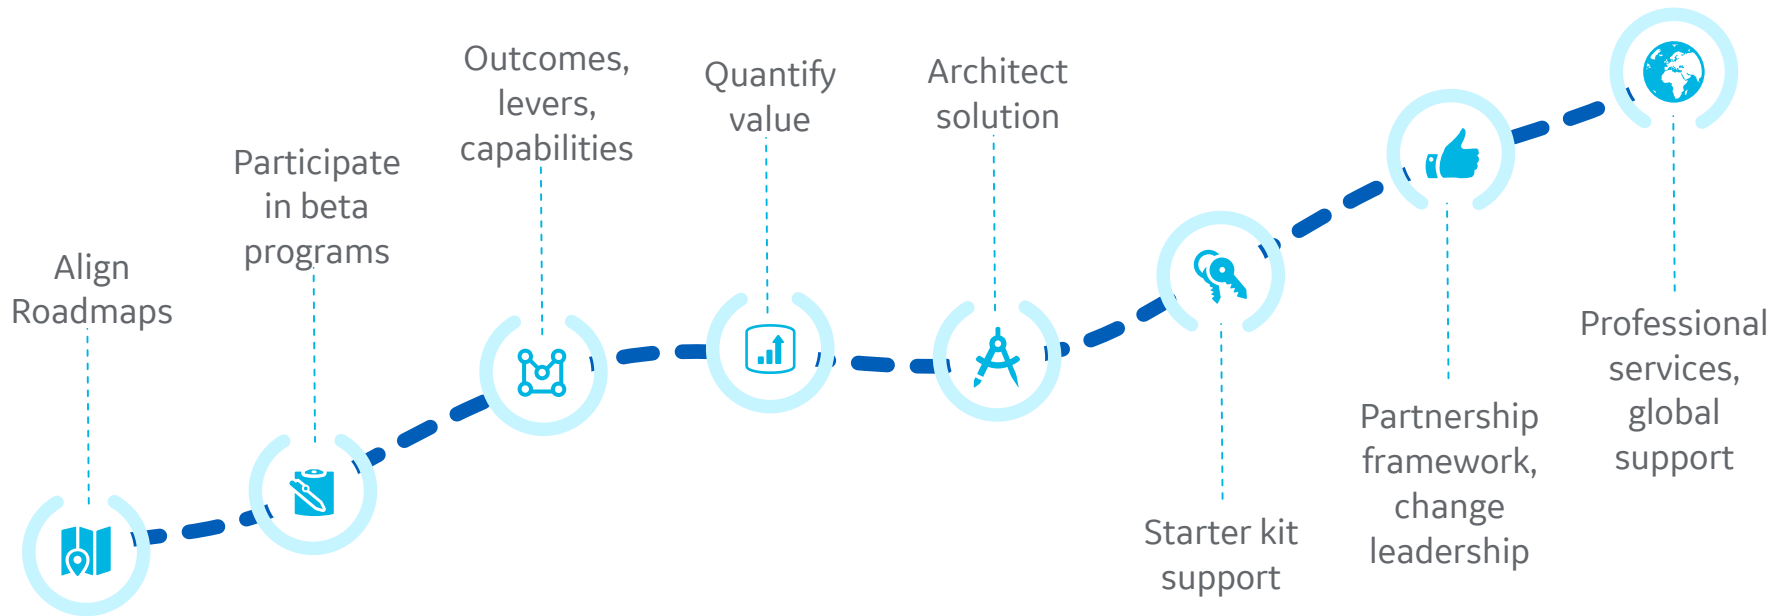 Align
Roadmaps
Participate
in beta
programs
Outcomes,
levers,
capabilities
Quantify
value
Architect
solution
Starter kit
support
Partnership
framework,
change
leadership
Professional
services,
global
support